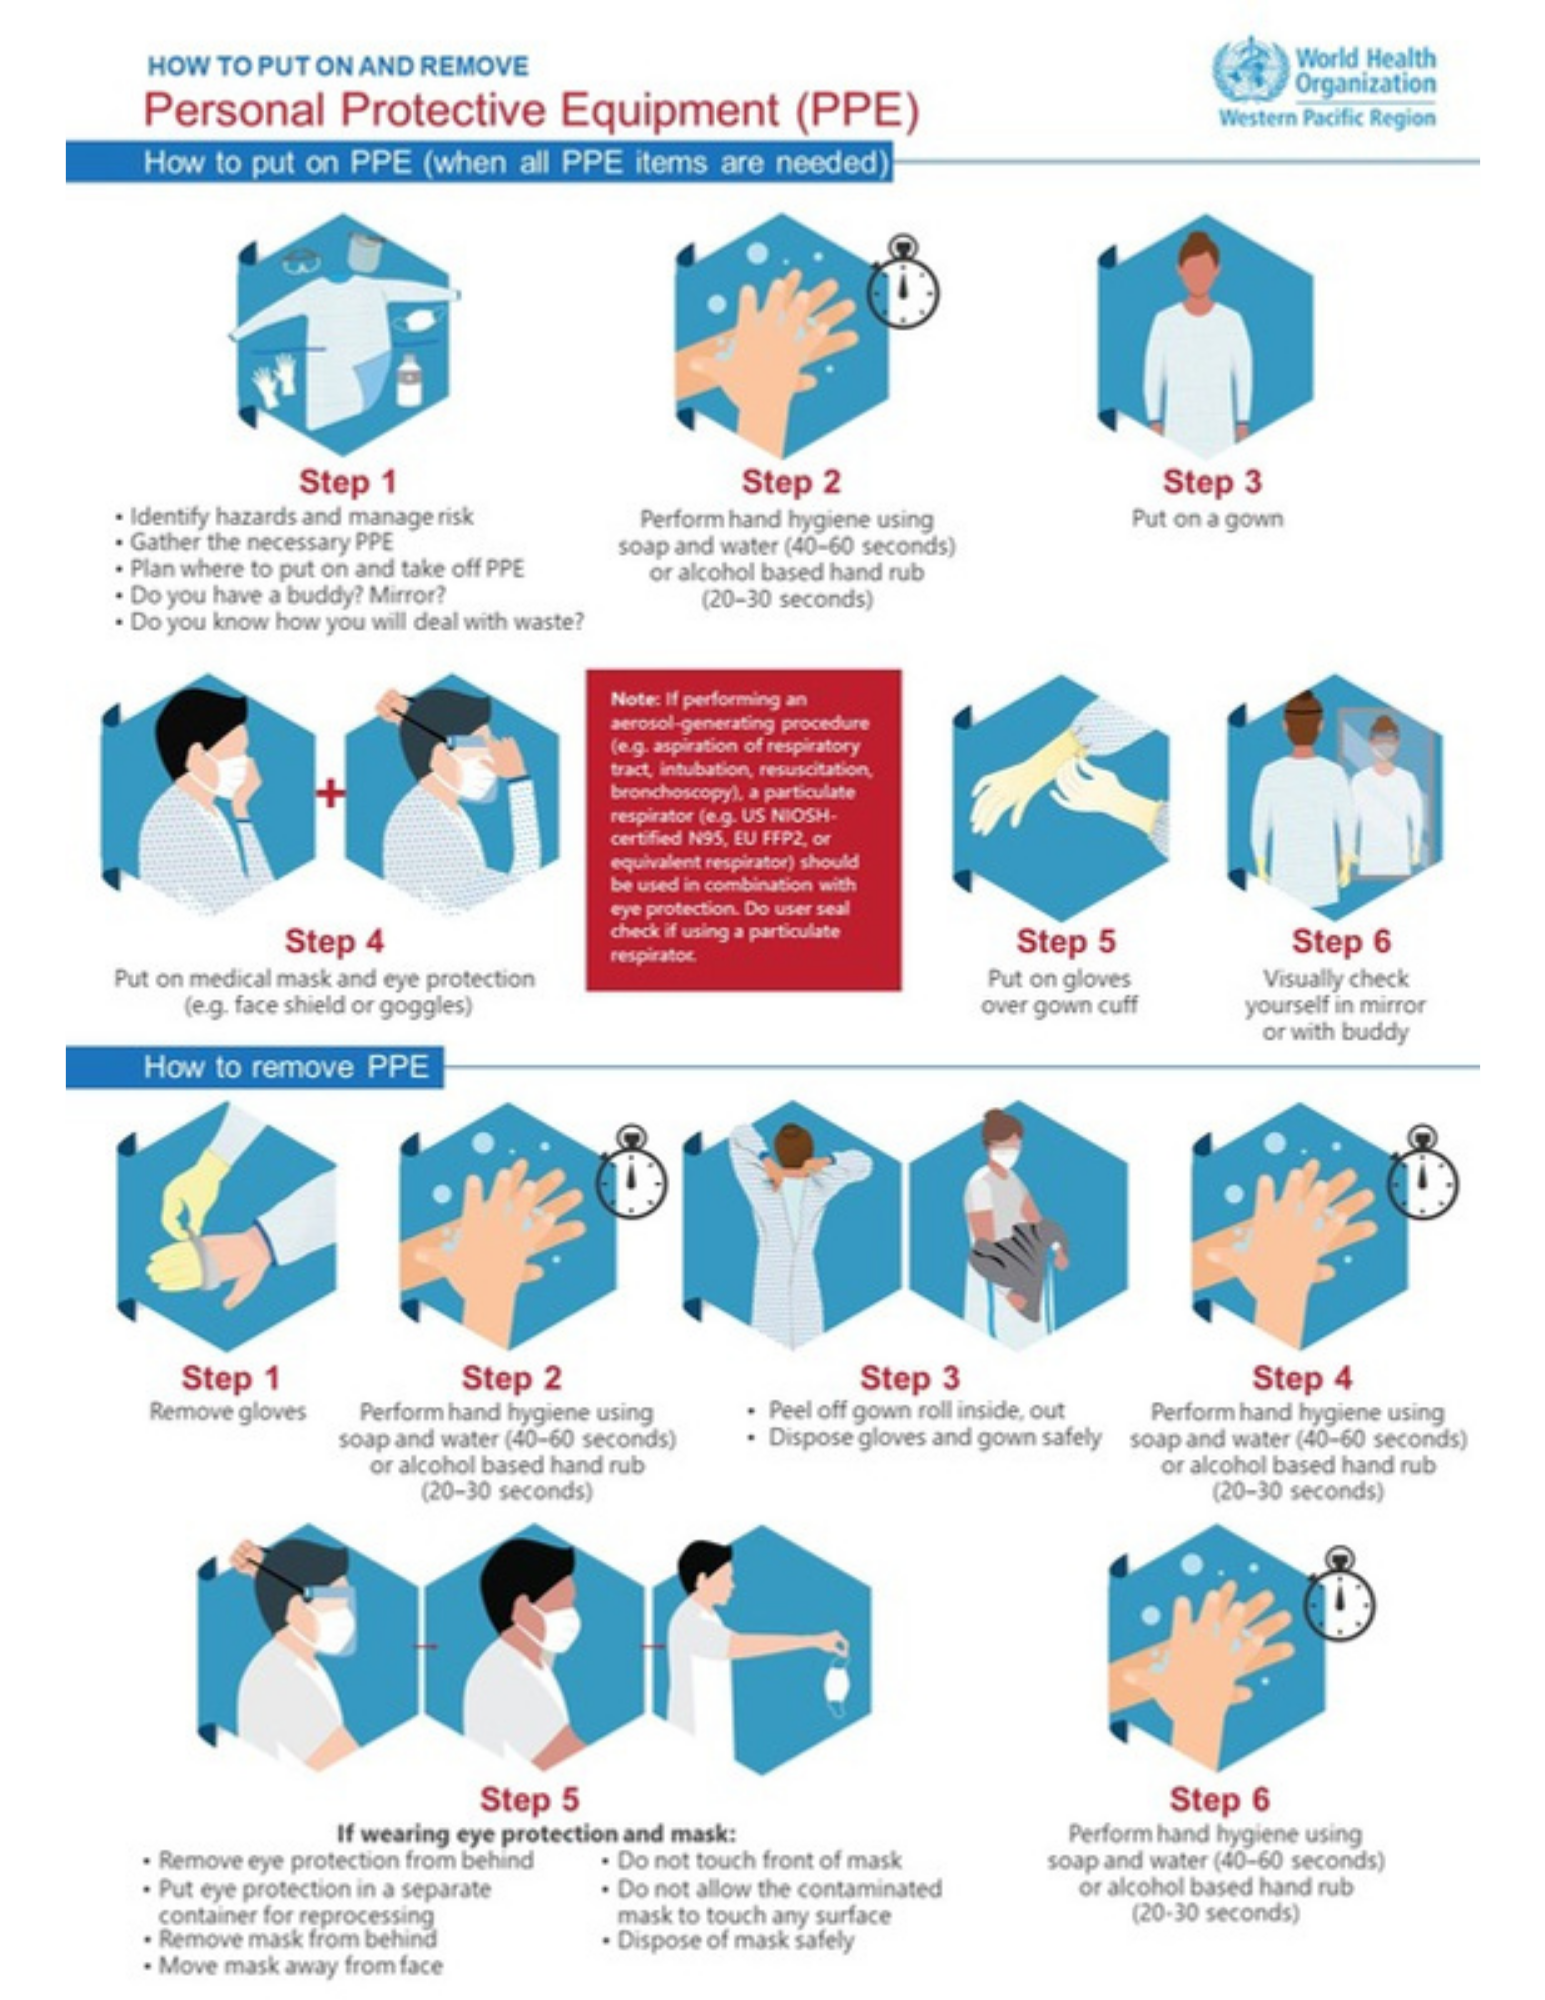 HOW TO PUT ON AND REMOVE
Personal Protective Equipment (PPE)
World Health
Organization
Western Pacific Region
How to put on PPE (when all PPE items are needed)
Step 1
• Identify hazards and manage risk
• Gather the necessary PPE
• Plan where to put on and take off PPE
• Do you have a buddy? Mirror?
• Do you know how you will deal with waste?
Step 2
Perform hand hygiene using
soap and water (40–60 seconds)
or alcohol based hand rub
(20–30 seconds)
Step 3
Put on a gown
+
Step 4
Put on medical mask and eye protection
(e.g. face shield or goggles)
Note: If performing an
aerosol-generating procedure
(e.g. aspiration of respiratory
tract, intubation, resuscitation,
bronchoscopy), a particulate
respirator (e.g. US NIOSH-
certified N95, EU FFP2, or
equivalent respirator) should
be used in combination with
eye protection. Do user seal
check if using a particulate
respirator.
Step 5
Put on gloves
over gown cuff
Step 6
Visually check
yourself in mirror
or with buddy
How to remove PPE
Step 1
Remove gloves
Step 2
Perform hand hygiene using
soap and water (40–60 seconds)
or alcohol based hand rub
(20–30 seconds)
Step 3
• Peel off gown roll inside, out
• Dispose gloves and gown safely
Step 4
Perform hand hygiene using
soap and water (40–60 seconds)
or alcohol based hand rub
(20–30 seconds)
Step 5
If wearing eye protection and mask:
• Remove eye protection from behind
• Put eye protection in a separate
container for reprocessing
• Remove mask from behind
• Move mask away from face
• Do not touch front of mask
• Do not allow the contaminated
mask to touch any surface
• Dispose of mask safely
Step 6
Perform hand hygiene using
soap and water (40–60 seconds)
or alcohol based hand rub
(20-30 seconds)